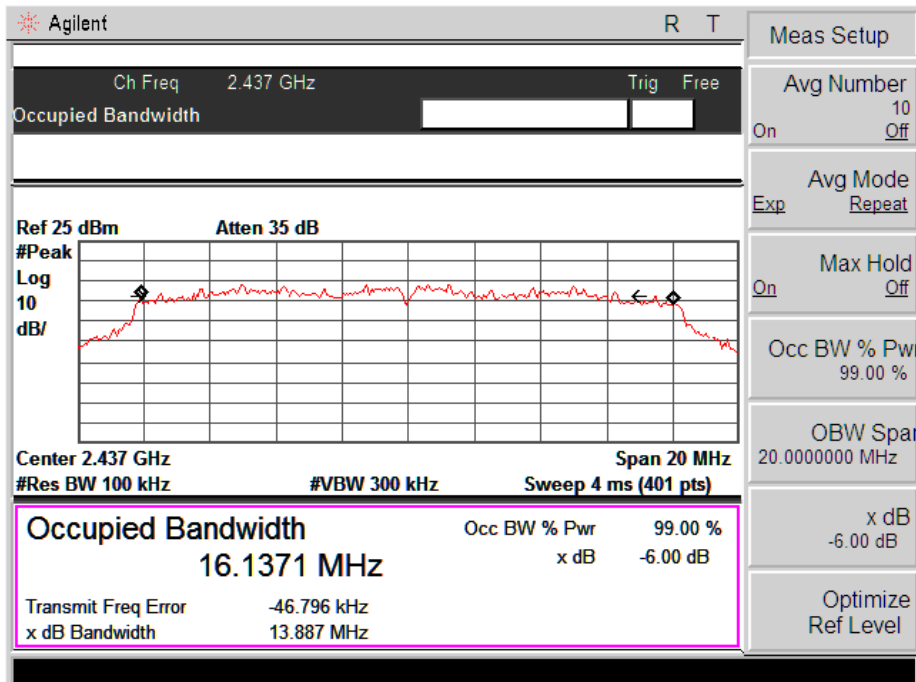 Agilent R T
Ch Freq 2.437 GHz Trig Free
Occupied Bandwidth
Ref 25 dBm Atten 35 dB
#Peak
Log
10
dB/
Center 2.437 GHz Span 20 MHz
#Res BW 100 kHz #VBW 300 kHz Sweep 4 ms (401 pts)
Occupied Bandwidth Occ BW % Pwr 99.00 %
16.1371 MHz x dB -6.00 dB
Transmit Freq Error -46.796 kHz
x dB Bandwidth 13.887 MHz
Meas Setup
Avg Number
10
On Off
Avg Mode
Exp Repeat
Max Hold
On Off
Occ BW % Pwr
99.00 %
OBW Span
20.0000000 MHz
x dB
-6.00 dB
Optimize
Ref Level